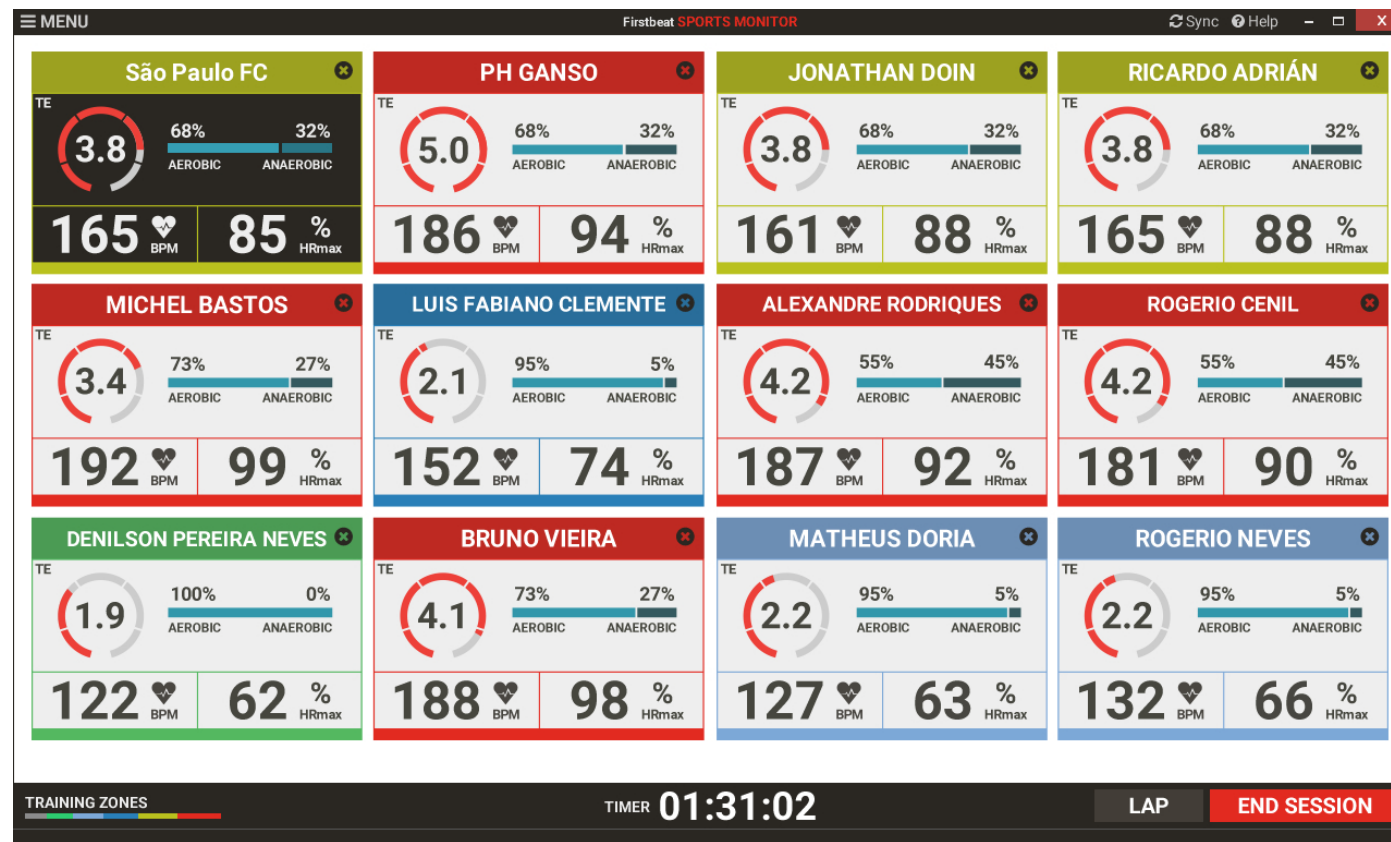 MENU Firstbeat SPORTS MONITOR Sync Help X
São Paulo FC PH GANSO JONATHAN DOIN RICARDO ADRIÁN
TE TE TE TE
3.8 68% 32% 5.0 68% 32% 3.8 68% 32% 3.8 68% 32%
AEROBIC ANAEROBIC AEROBIC ANAEROBIC AEROBIC ANAEROBIC AEROBIC ANAEROBIC
165 BPM 85 % HRmax 186 BPM 94 % HRmax 161 BPM 88 % HRmax 165 BPM 88 % HRmax
MICHEL BASTOS LUIS FABIANO CLEMENTE ALEXANDRE RODRIQUES ROGERIO CENIL
TE TE TE TE
3.4 73% 27% 2.1 95% 5% 4.2 55% 45% 4.2 55% 45%
AEROBIC ANAEROBIC AEROBIC ANAEROBIC AEROBIC ANAEROBIC AEROBIC ANAEROBIC
192 BPM 99 % HRmax 152 BPM 74 % HRmax 187 BPM 92 % HRmax 181 BPM 90 % HRmax
DENILSON PEREIRA NEVES BRUNO VIEIRA MATHEUS DORIA ROGERIO NEVES
TE TE TE TE
1.9 100% 0% 4.1 73% 27% 2.2 95% 5% 2.2 95% 5%
AEROBIC ANAEROBIC AEROBIC ANAEROBIC AEROBIC ANAEROBIC AEROBIC ANAEROBIC
122 BPM 62 % HRmax 188 BPM 98 % HRmax 127 BPM 63 % HRmax 132 BPM 66 % HRmax
TRAINING ZONES TIMER 01:31:02 LAP END SESSION